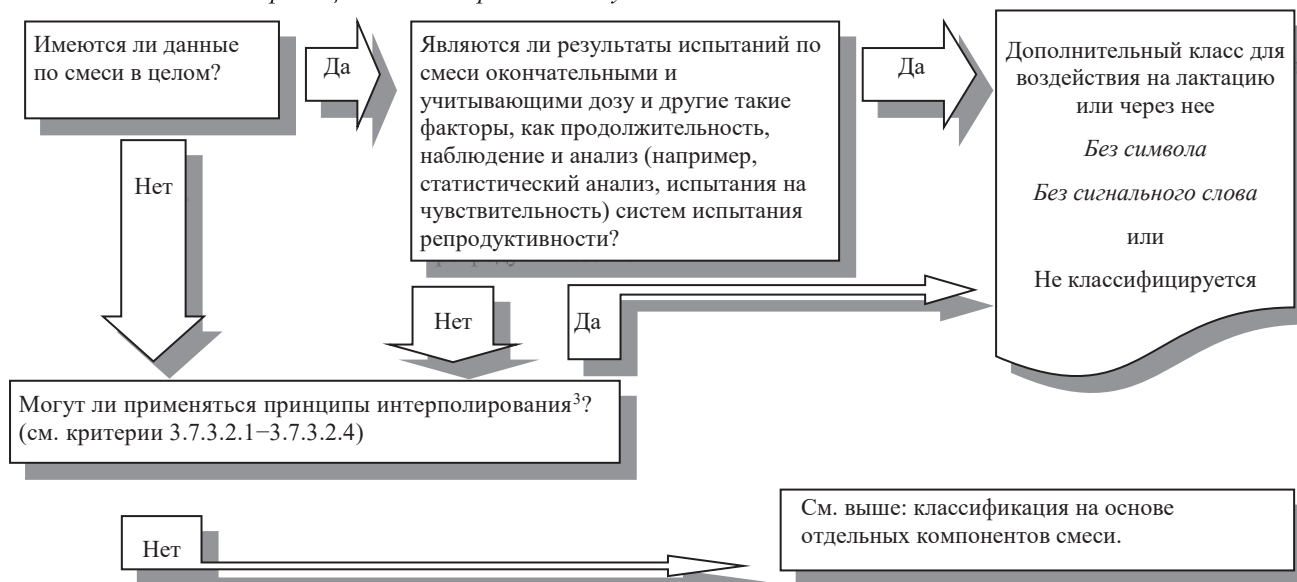 Имеются ли данные
по смеси в целом?
Да
Являются ли результаты испытаний по
смеси окончательными и
учитывающими дозу и другие такие
факторы, как продолжительность,
наблюдение и анализ (например,
статистический анализ, испытания на
чувствительность) систем испытания
репродуктивности?
Да
Дополнительный класс для
воздействия на лактацию
или через нее
Без символа
Без сигнального слова
или
Не классифицируется
Нет
Нет
Да
Могут ли применяться принципы интерполирования³?
(см. критерии 3.7.3.2.1−3.7.3.2.4)
Нет
См. выше: классификация на основе
отдельных компонентов смеси.